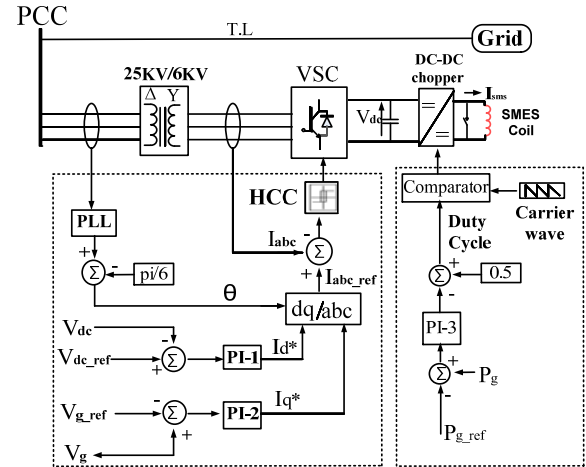 PCC
T.L
Grid
25KV/6KV
Δ Y
VSC
DC-DC
chopper
Isms
Vdc
SMES
Coil
HCC
Comparator
Carrier
wave
PLL
Iabc
Duty
Cycle
+
-
Σ
pi/6
-
Σ
+
Iabc_ref
+
Σ
-
0.5
θ
dq/abc
Vdc
Vdc_ref
-
+
Σ
PI-1
Id*
PI-3
Vg_ref
Vg
-
Σ
+
PI-2
Iq*
+
Σ
-
Pg
Pg_ref